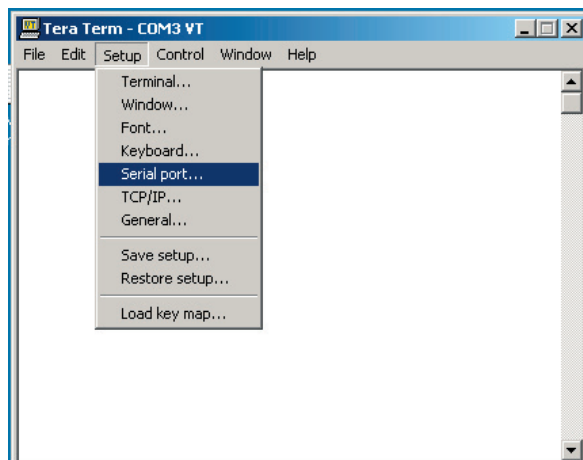 Tera Term - COM3 VT
File Edit Setup Control Window Help
Terminal...
Window...
Font...
Keyboard...
Serial port...
TCP/IP...
General...
Save setup...
Restore setup...
Load key map...